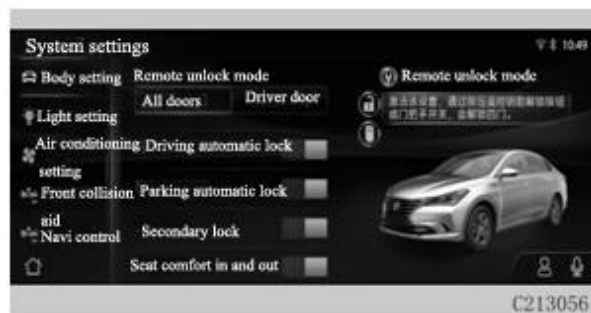 System settings
10:49
Body setting
Light setting
Air conditioning
setting
Front collision
aid
Navi control
Remote unlock mode
All doors
Driver door
Driving automatic lock
Parking automatic lock
Secondary lock
Seat comfort in and out
Remote unlock mode
C213056